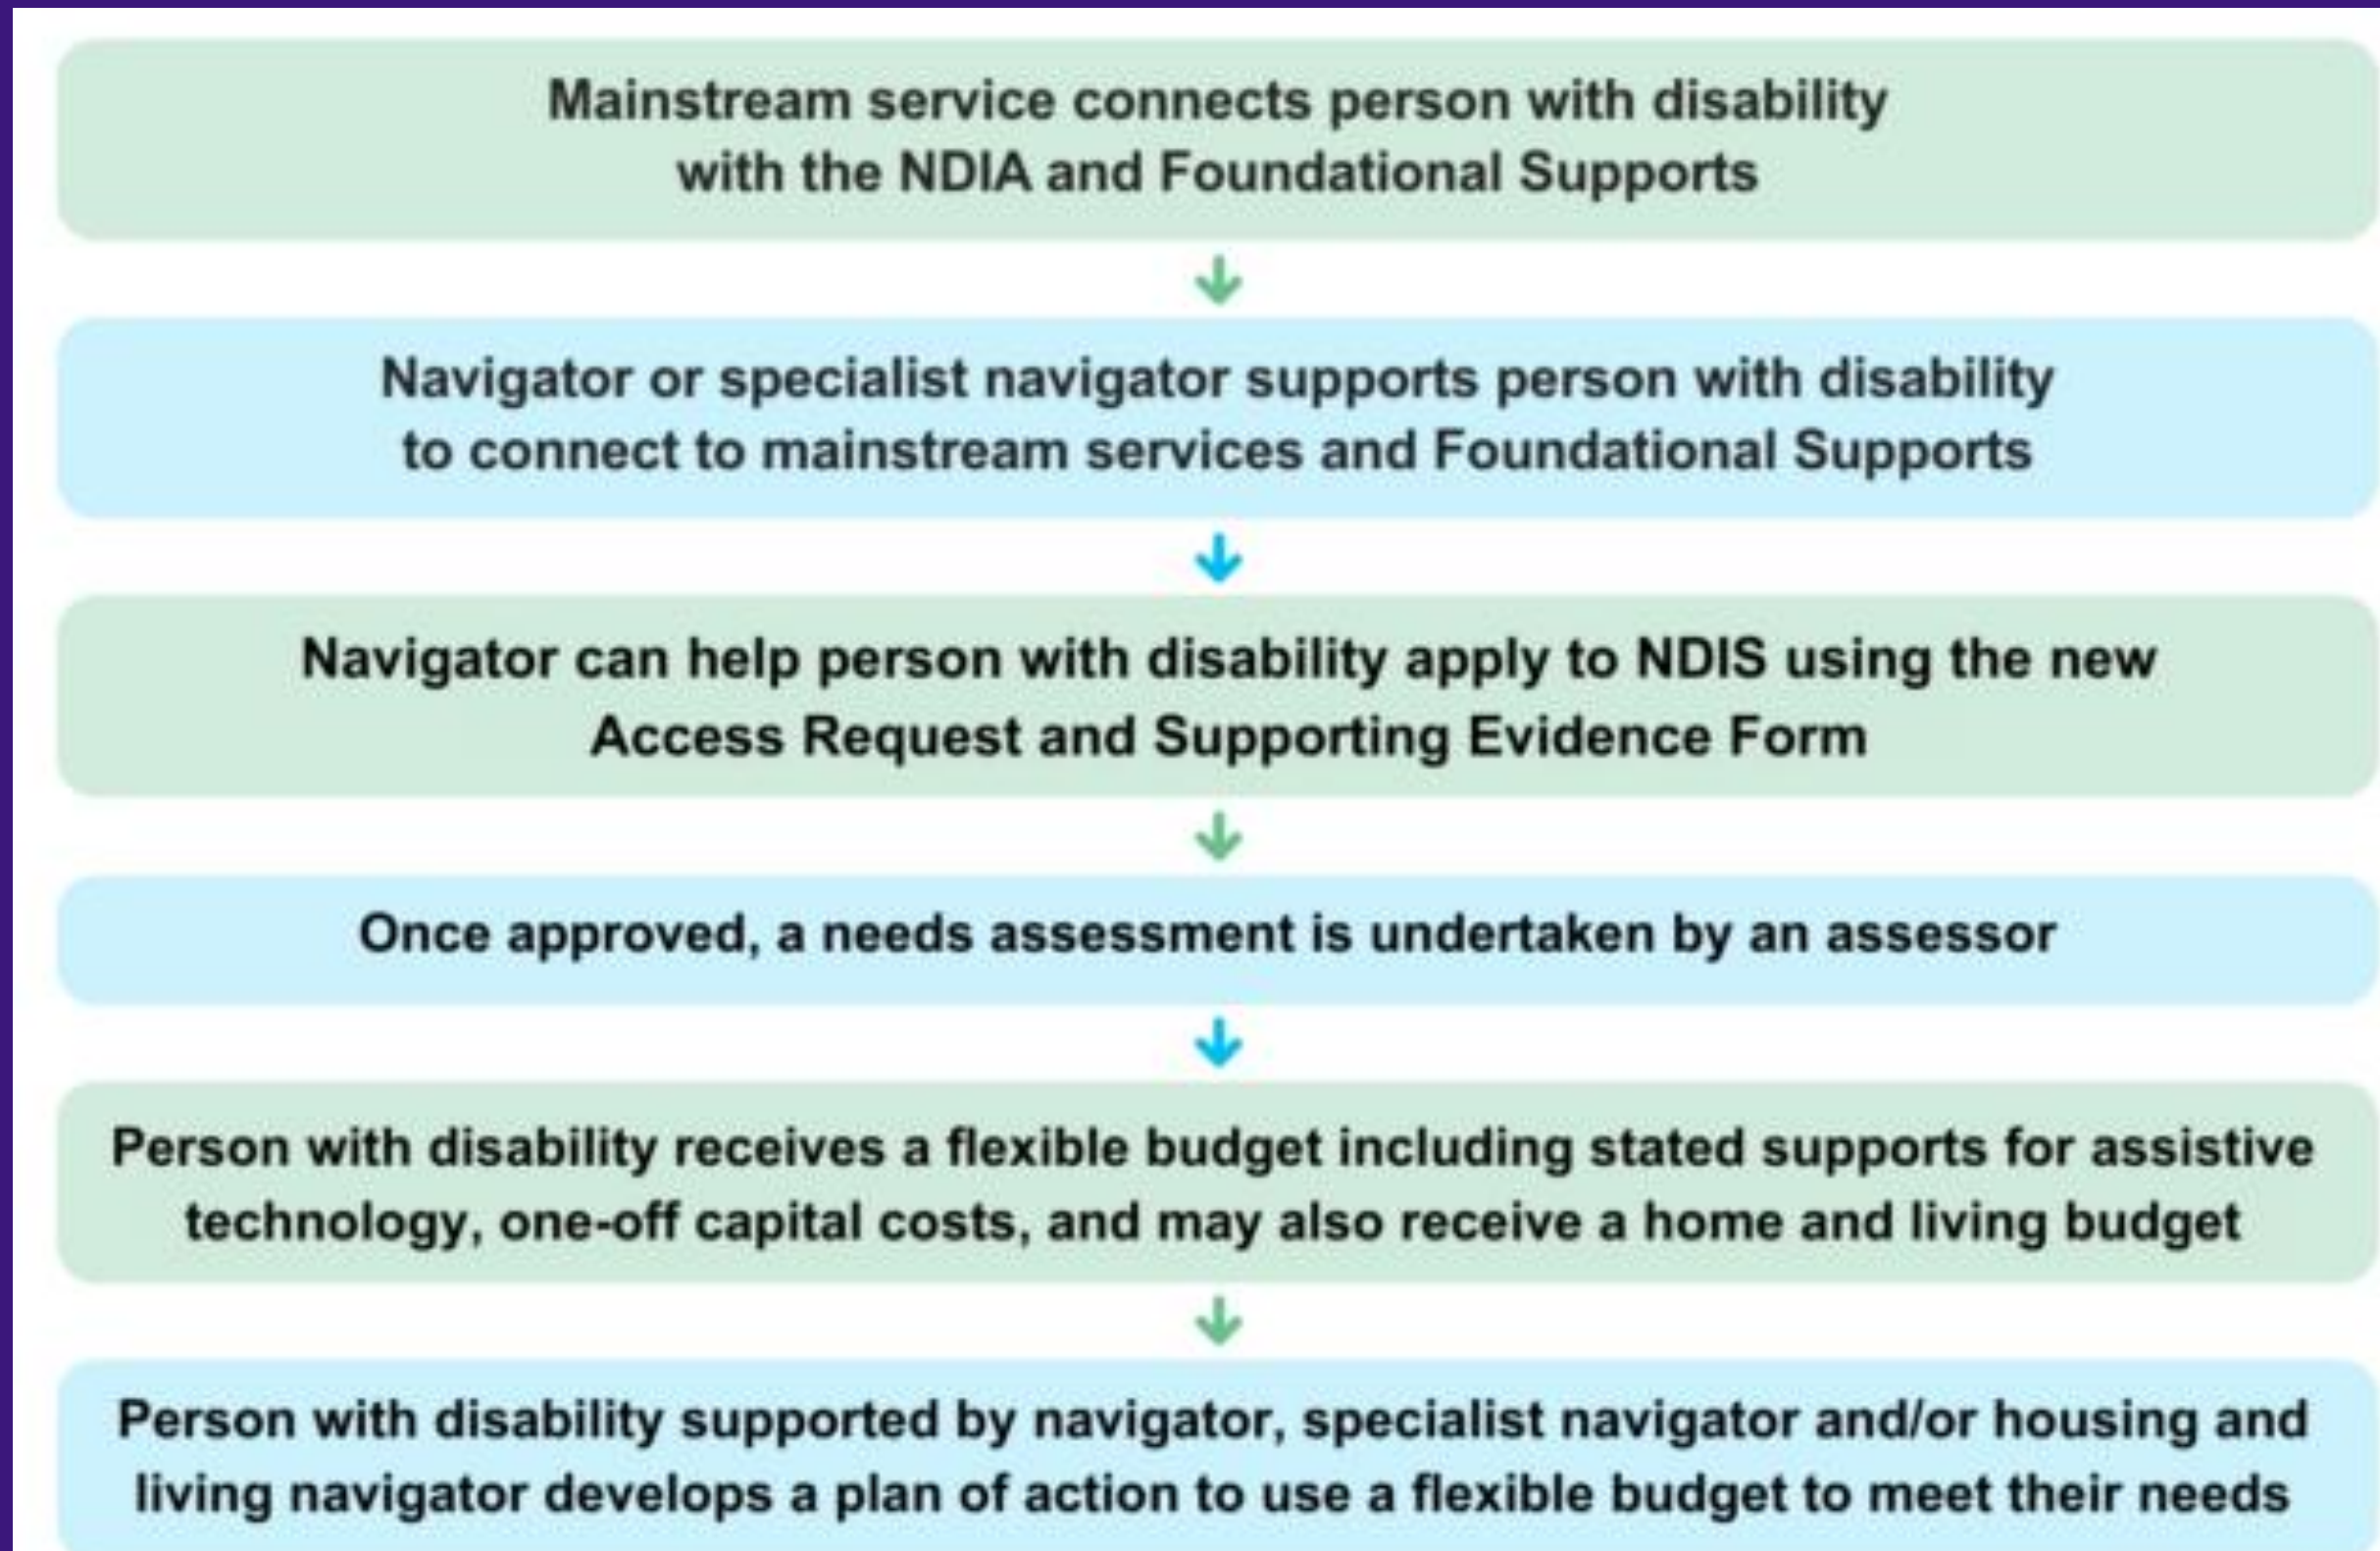 Mainstream service connects person with disability
with the NDIA and Foundational Supports
Navigator or specialist navigator supports person with disability
to connect to mainstream services and Foundational Supports
Navigator can help person with disability apply to NDIS using the new
Access Request and Supporting Evidence Form
Once approved, a needs assessment is undertaken by an assessor
Person with disability receives a flexible budget including stated supports for assistive
technology, one-off capital costs, and may also receive a home and living budget
Person with disability supported by navigator, specialist navigator and/or housing and
living navigator develops a plan of action to use a flexible budget to meet their needs